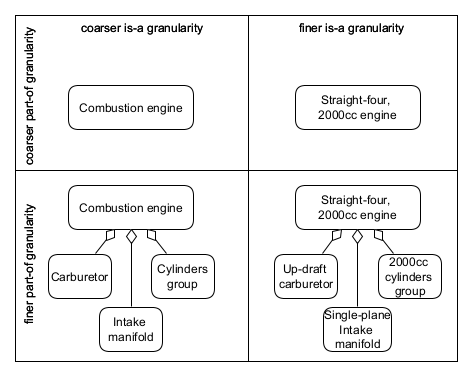 coarser is-a granularity
finer is-a granularity
coarser part-of granularity
Combustion engine
Straight-four,
2000cc engine
finer part-of granularity
Combustion engine
Carburetor
Cylinders
group
Intake
manifold
Straight-four,
2000cc engine
Up-draft
carburetor
2000cc
cylinders
group
Single-plane
Intake
manifold